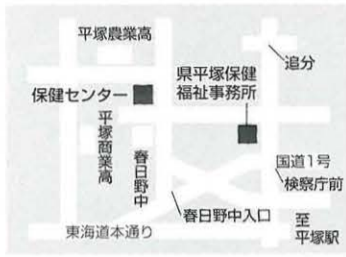 平塚農業高
追分
県平塚保健
福祉事務所
保健センター
平塚商業高
春日野中
国道1号
検察庁前
春日野中入口
至
平塚駅
東海道本通り